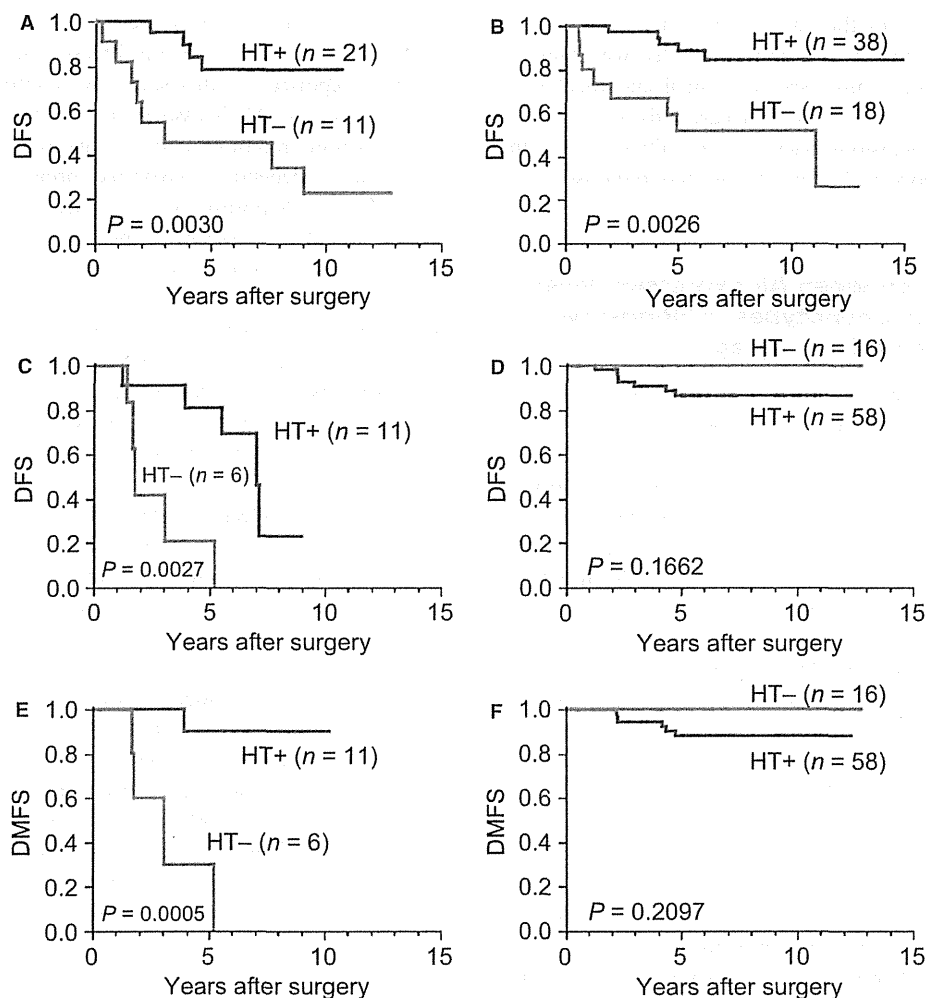 A
1.0
0.8
0.6
0.4
0.2
0.0
DFS
HT+ (n = 21)
HT– (n = 11)
P = 0.0030
0 5 10 15
Years after surgery
B
1.0
0.8
0.6
0.4
0.2
0.0
DFS
HT+ (n = 38)
HT– (n = 18)
P = 0.0026
0 5 10 15
Years after surgery
C
1.0
0.8
0.6
0.4
0.2
0.0
DFS
HT+ (n = 11)
HT– (n = 6)
P = 0.0027
0 5 10 15
Years after surgery
D
1.0
0.8
0.6
0.4
0.2
0.0
DFS
HT– (n = 16)
HT+ (n = 58)
P = 0.1662
0 5 10 15
Years after surgery
E
1.0
0.8
0.6
0.4
0.2
0.0
DMFS
HT+ (n = 11)
HT– (n = 6)
P = 0.0005
0 5 10 15
Years after surgery
F
1.0
0.8
0.6
0.4
0.2
0.0
DMFS
HT– (n = 16)
HT+ (n = 58)
P = 0.2097
0 5 10 15
Years after surgery